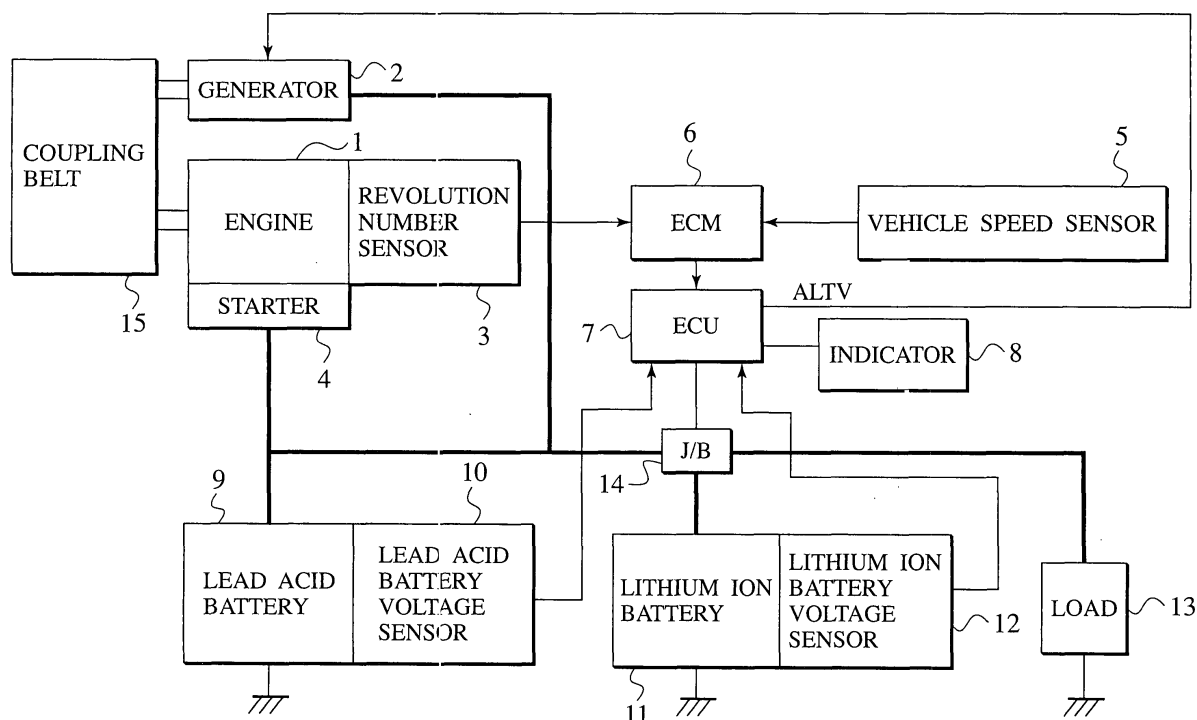 GENERATOR
2
COUPLING
BELT
15
1
ENGINE
REVOLUTION
NUMBER
SENSOR
3
STARTER
4
6
ECM
5
VEHICLE SPEED SENSOR
7
ECU
ALTV
INDICATOR
8
J/B
14
9
LEAD ACID
BATTERY
10
LEAD ACID
BATTERY
VOLTAGE
SENSOR
LITHIUM ION
BATTERY
11
LITHIUM ION
BATTERY
VOLTAGE
SENSOR
12
LOAD
13